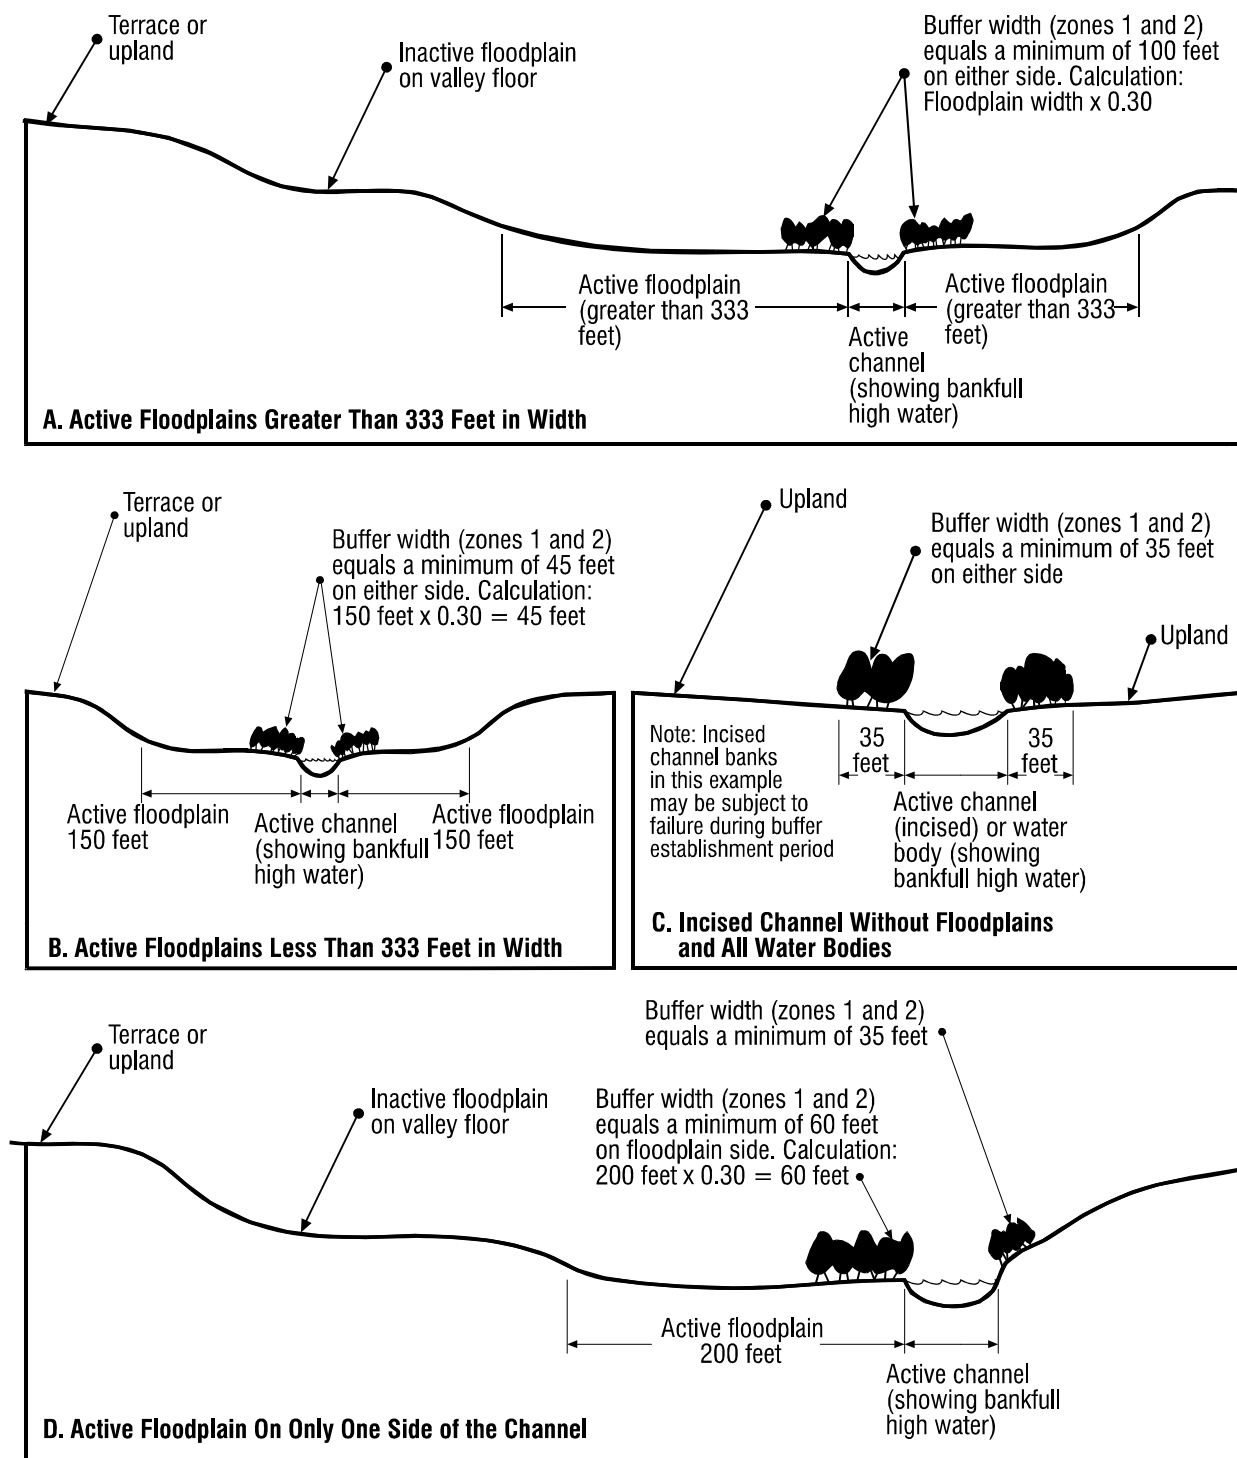 Terrace or
upland
Inactive floodplain
on valley floor
Buffer width (zones 1 and 2)
equals a minimum of 100 feet
on either side. Calculation:
Floodplain width x 0.30
Active floodplain
(greater than 333
feet)
Active
channel
(showing bankfull
high water)
Active floodplain
(greater than 333
feet)
A. Active Floodplains Greater Than 333 Feet in Width
Terrace or
upland
Buffer width (zones 1 and 2)
equals a minimum of 45 feet
on either side. Calculation:
150 feet x 0.30 = 45 feet
Active floodplain
150 feet
Active channel
(showing bankfull
high water)
Active floodplain
150 feet
B. Active Floodplains Less Than 333 Feet in Width
Upland
Buffer width (zones 1 and 2)
equals a minimum of 35 feet
on either side
Upland
Note: Incised
channel banks
in this example
may be subject to
failure during buffer
establishment period
35
feet
35
feet
Active channel
(incised) or water
body (showing
bankfull high water)
C. Incised Channel Without Floodplains
and All Water Bodies
Terrace or
upland
Inactive floodplain
on valley floor
Buffer width (zones 1 and 2)
equals a minimum of 35 feet
Buffer width (zones 1 and 2)
equals a minimum of 60 feet
on floodplain side. Calculation:
200 feet x 0.30 = 60 feet
Active floodplain
200 feet
Active channel
(showing bankfull
high water)
D. Active Floodplain On Only One Side of the Channel